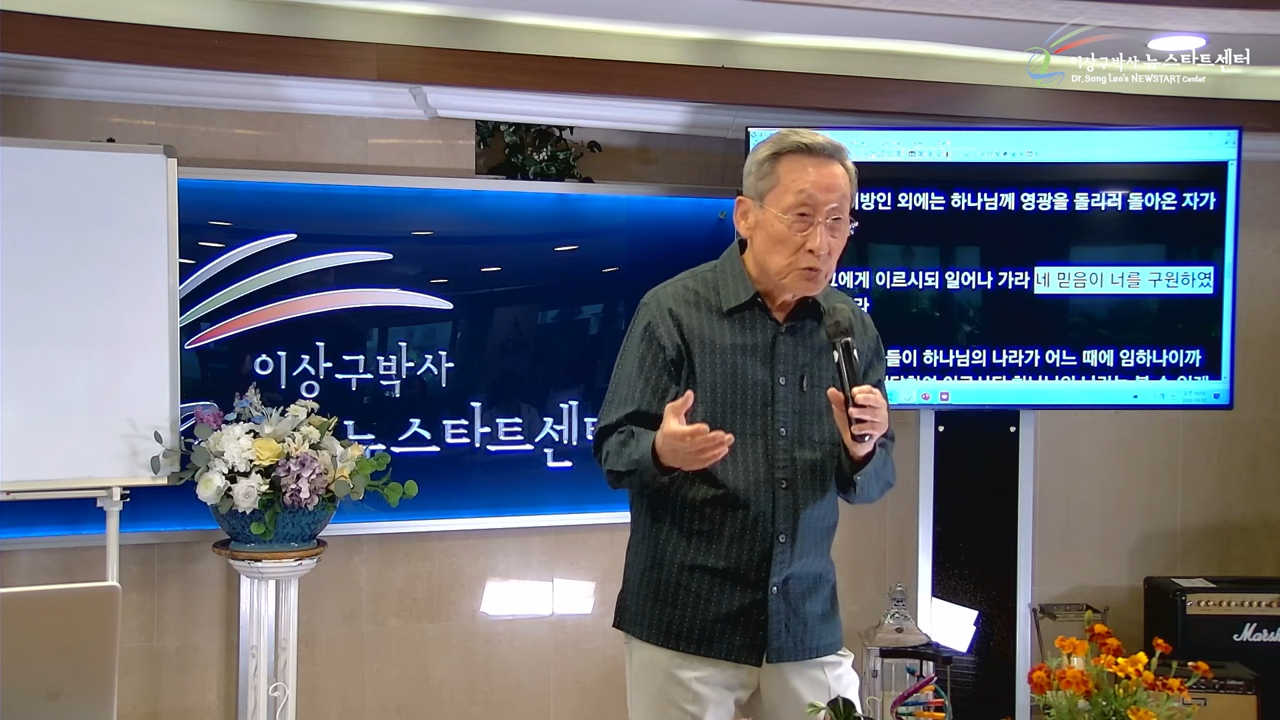 이상구박사 뉴스타트센터
Dr. Sang Lee's NEWSTART Center
방인 외에는 하나님께 영광을 돌리러 돌아온 자가
에게 이르시되 일어나 가라 네 믿음이 너를 구원하였
라
들이 하나님의 나라가 어느 때에 임하나이까
이상구박사
뉴스타트센
Marsh